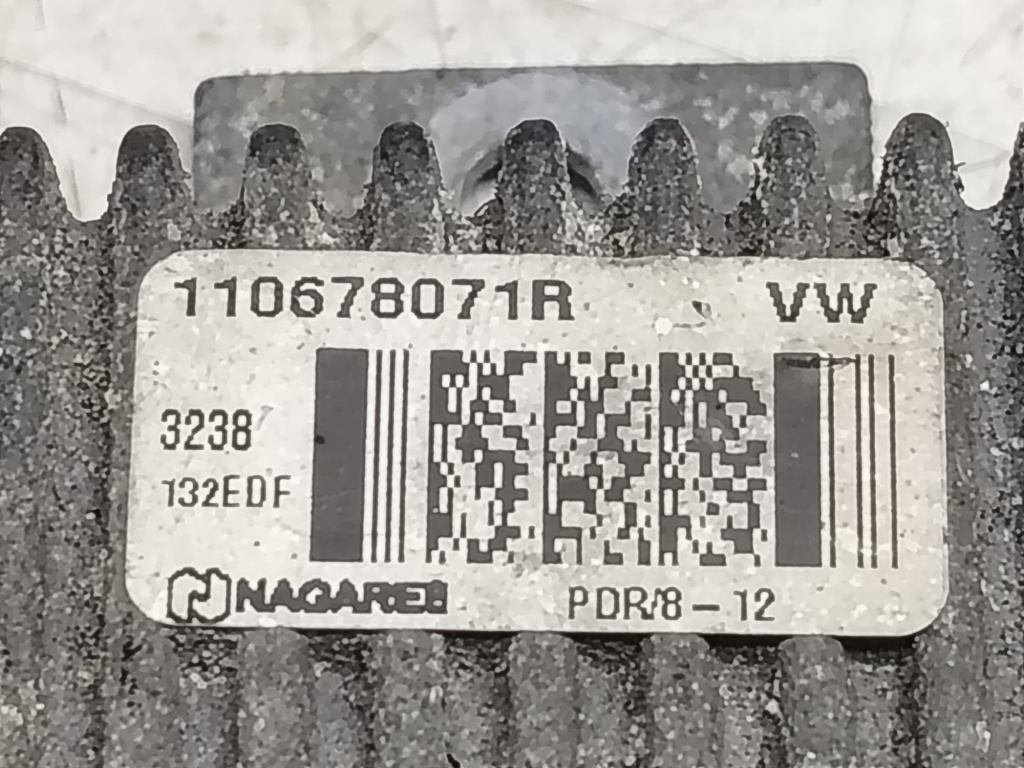 110678071R VW
3238
132EDF
NAGARES
PDR/8-12